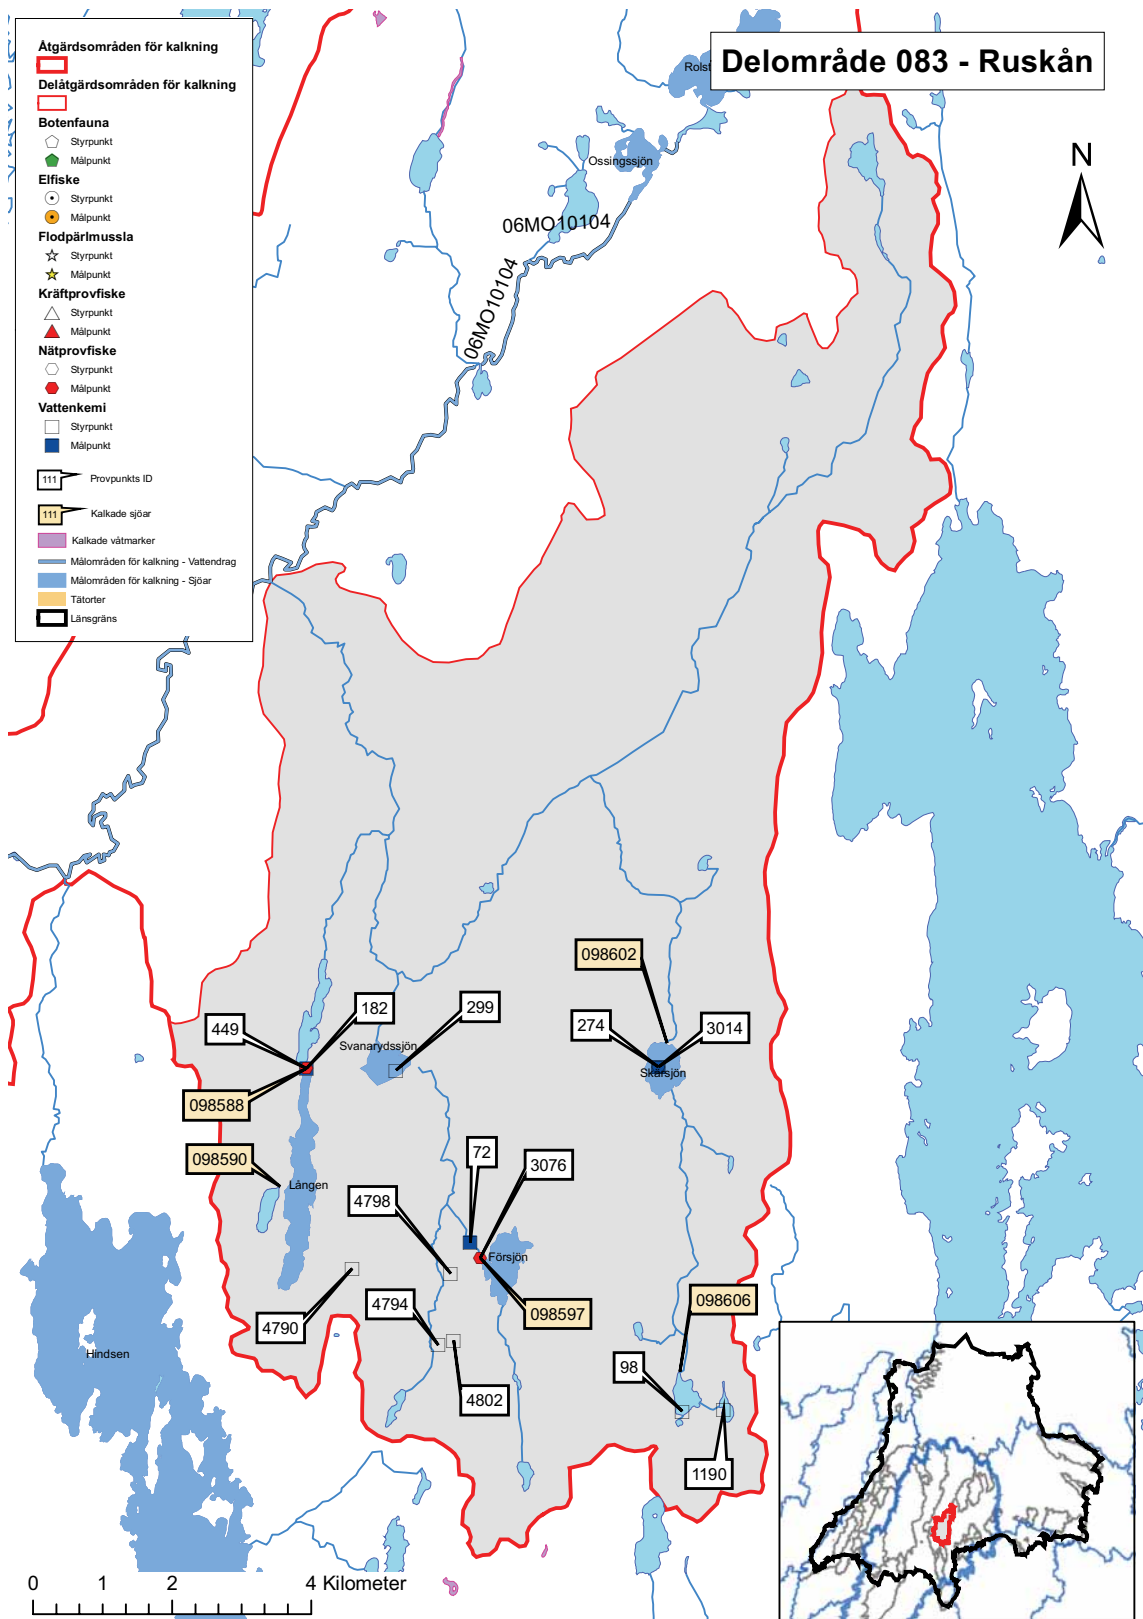 Delområde 083 - Ruskån
Åtgärdsområden för kalkning
Delåtgärdsområden för kalkning
Botenfauna
Styrpunkt
Målpunkt
Elfiske
Styrpunkt
Målpunkt
Flodpärlmussla
Styrpunkt
Målpunkt
Kräftprovfiske
Styrpunkt
Målpunkt
Nätprovfiske
Styrpunkt
Målpunkt
Vattenkemi
Styrpunkt
Målpunkt
111 Provpunkts ID
111 Kalkade sjöar
Kalkade våtmarker
Målområden för kalkning - Vattendrag
Målområden för kalkning - Sjöar
Tätorter
Länsgräns
Rolst
Ossingssjön
N
06MO10104
06MO10104
098602
182
299
449
274
3014
Svanarydssjön
Skärsjön
098588
098590
72
3076
Lången
4798
Försjön
4790
4794
098597
098606
Hindsen
98
4802
1190
0 1 2 4 Kilometer